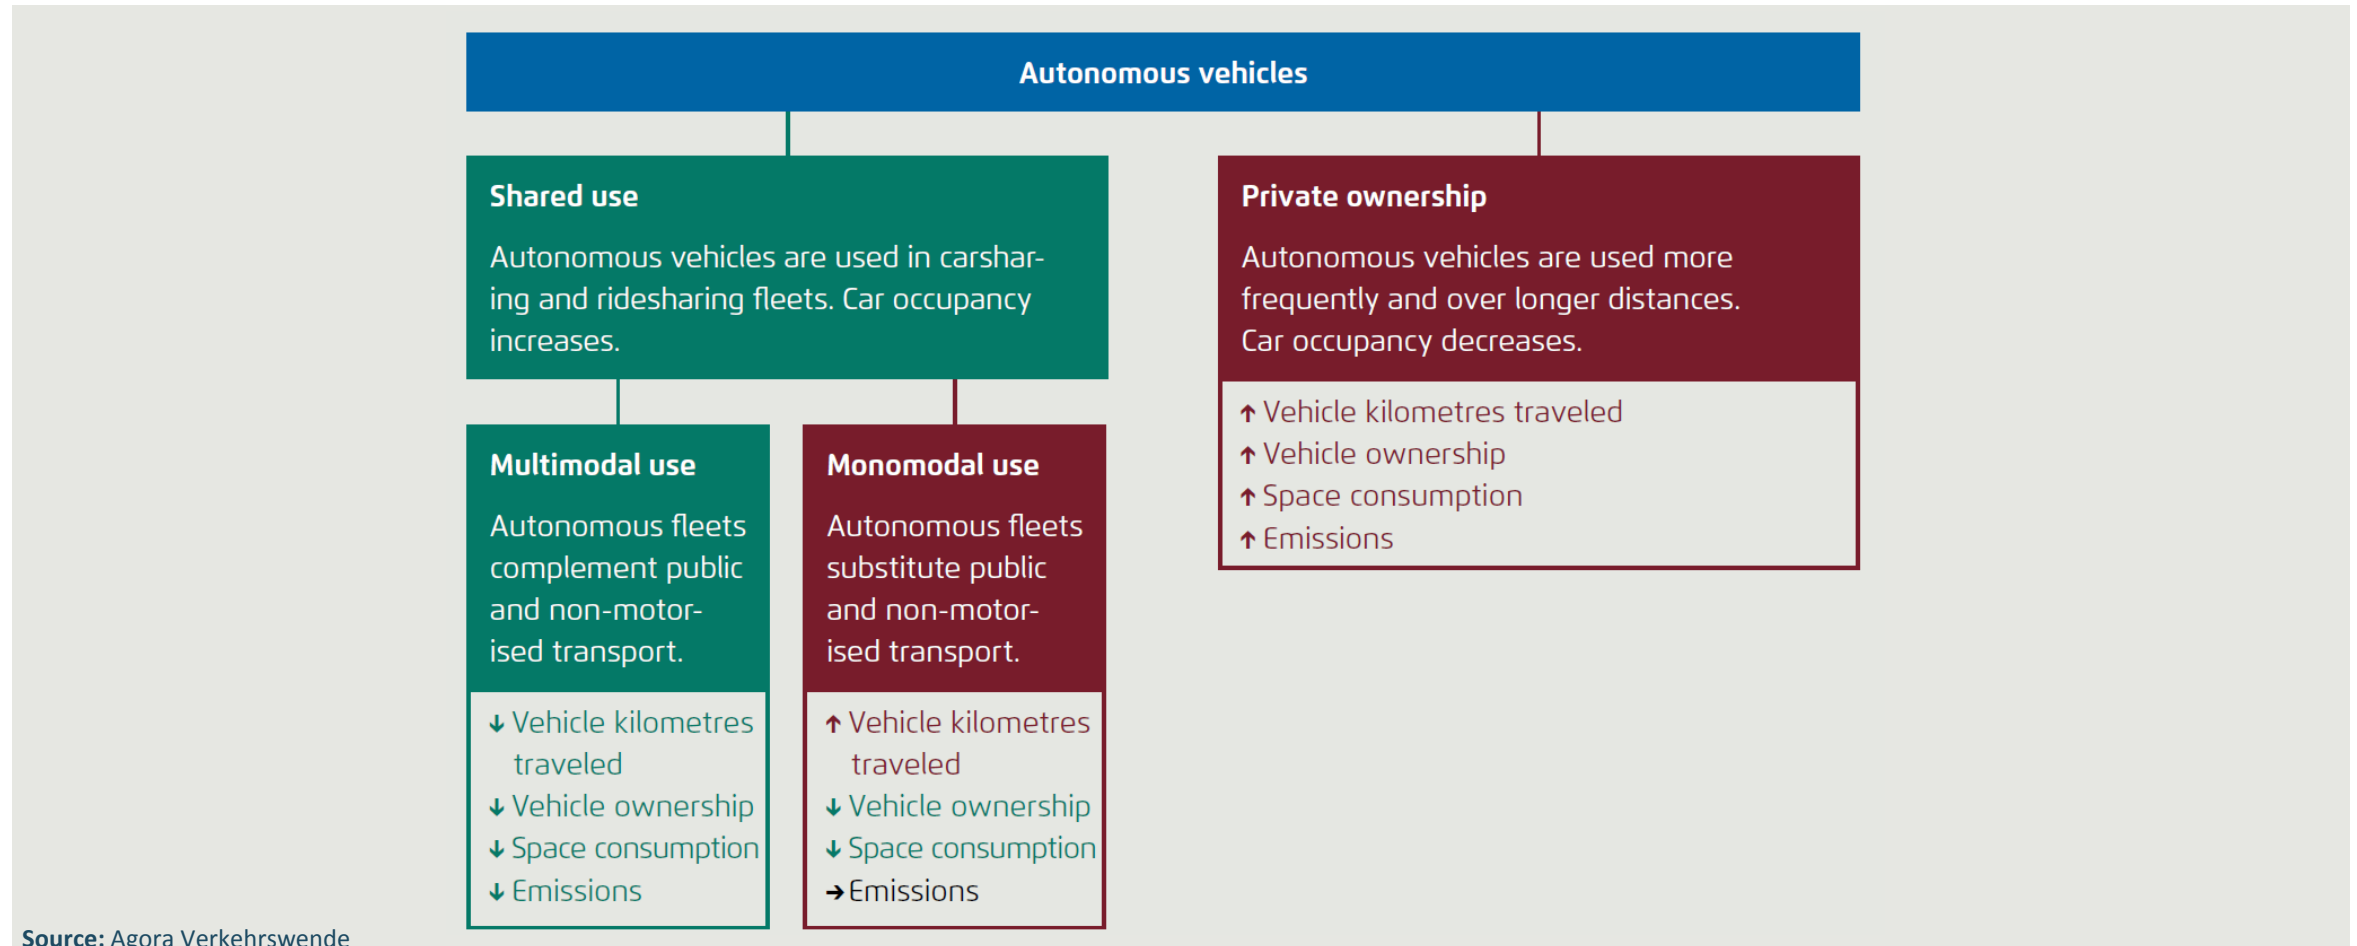 Autonomous vehicles
Shared use
Autonomous vehicles are used in carshar-
ing and ridesharing fleets. Car occupancy
increases.
Private ownership
Autonomous vehicles are used more
frequently and over longer distances.
Car occupancy decreases.
↑ Vehicle kilometres traveled
↑ Vehicle ownership
↑ Space consumption
↑ Emissions
Multimodal use
Autonomous fleets
complement public
and non-motor-
ised transport.
↓ Vehicle kilometres
traveled
↓ Vehicle ownership
↓ Space consumption
↓ Emissions
Monomodal use
Autonomous fleets
substitute public
and non-motor-
ised transport.
↑ Vehicle kilometres
traveled
↓ Vehicle ownership
↓ Space consumption
→ Emissions
Source: Agora Verkehrswende